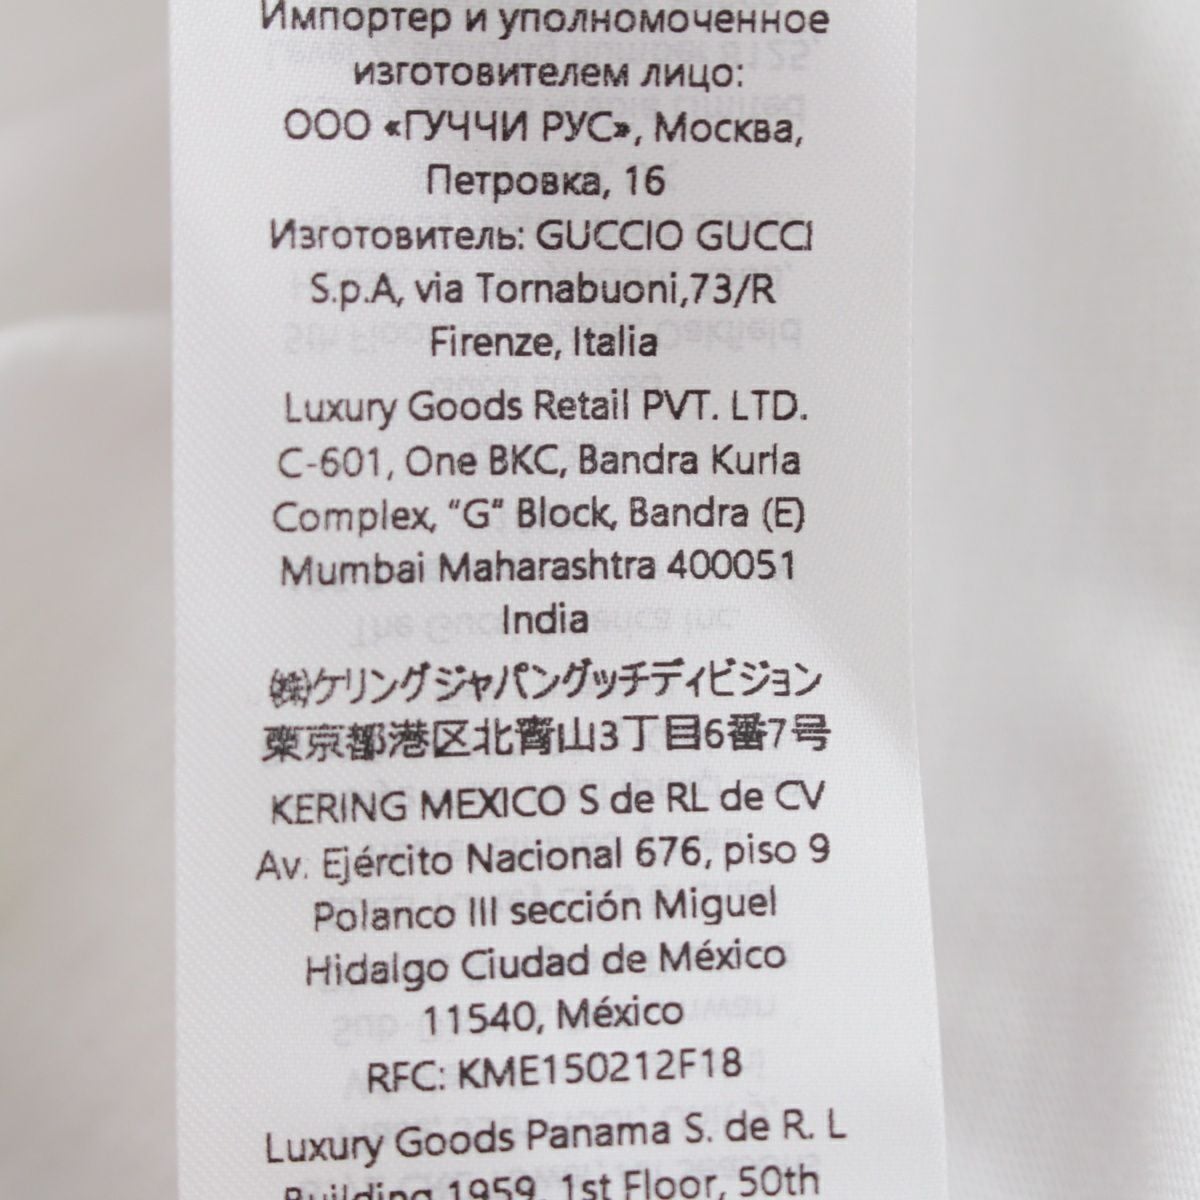 Импортер и уполномоченное
изготовителем лицо:
ООО «ГУЧЧИ РУС», Москва,
Петровка, 16
Изготовитель: GUCCIO GUCCI
S.p.A, via Tornabuoni,73/R
Firenze, Italia
Luxury Goods Retail PVT. LTD.
C-601, One BKC, Bandra Kurla
Complex, “G“ Block, Bandra (E)
Mumbai Maharashtra 400051
India
㈱ケリングジャパングッチディビジョン
東京都港区北青山3丁目6番7号
KERING MEXICO S de RL de CV
Av. Ejército Nacional 676, piso 9
Polanco III sección Miguel
Hidalgo Ciudad de México
11540, México
RFC: KME150212F18
Luxury Goods Panama S. de R. L
Building 1959, 1st Floor, 50th